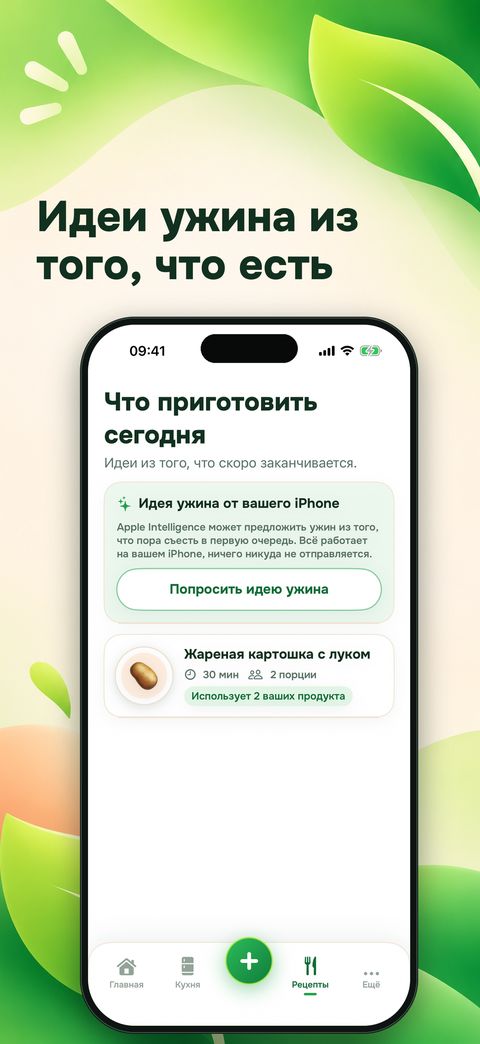 Идеи ужина из
того, что есть
09:41
Что приготовить
сегодня
Идеи из того, что скоро заканчивается.
Идея ужина от вашего iPhone
Apple Intelligence может предложить ужин из того,
что пора съесть в первую очередь. Всё работает
на вашем iPhone, ничего никуда не отправляется.
Попросить идею ужина
Жареная картошка с луком
30 мин 2 порции
Использует 2 ваших продукта
Главная Кухня Рецепты Ещё